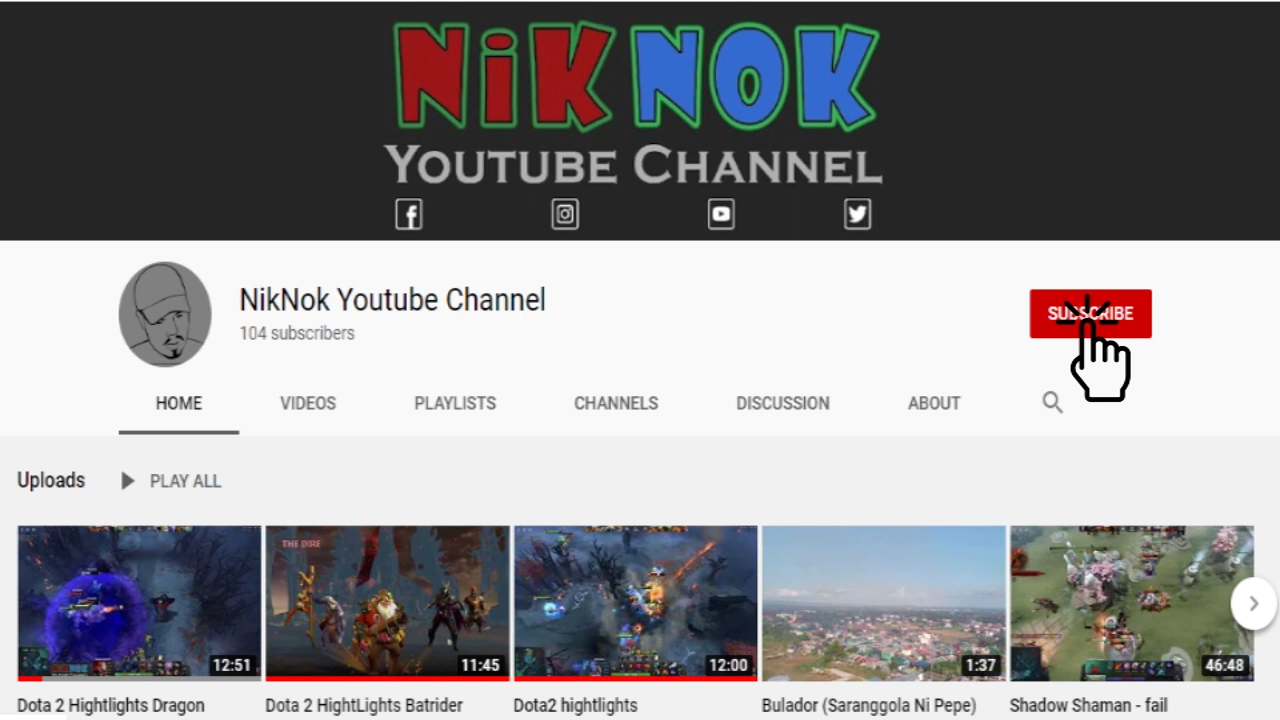 NiK NOK
YOUTUBE CHANNEL
NikNok Youtube Channel
104 subscribers
SUBSCRIBE
HOME VIDEOS PLAYLISTS CHANNELS DISCUSSION ABOUT
Uploads PLAY ALL
THE DIRE
12:51 11:45 12:00 1:37 46:48
Dota 2 Hightlights Dragon Dota 2 HightLights Batrider Dota2 hightlights Bulador (Saranggola Ni Pepe) Shadow Shaman - fail